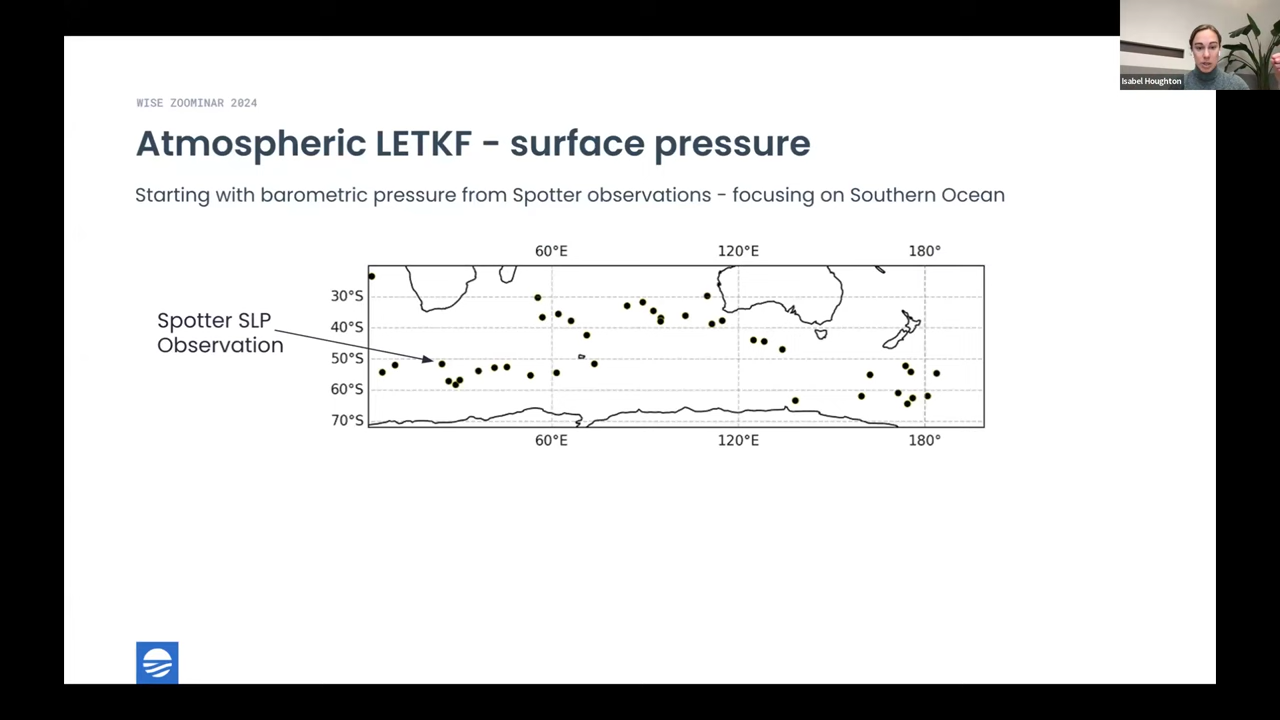 Isabel Houghton
WISE ZOOMINAR 2024
Atmospheric LETKF - surface pressure
Starting with barometric pressure from Spotter observations - focusing on Southern Ocean
60°E 120°E 180°
30°S
40°S
50°S
60°S
70°S
Spotter SLP
Observation
60°E 120°E 180°